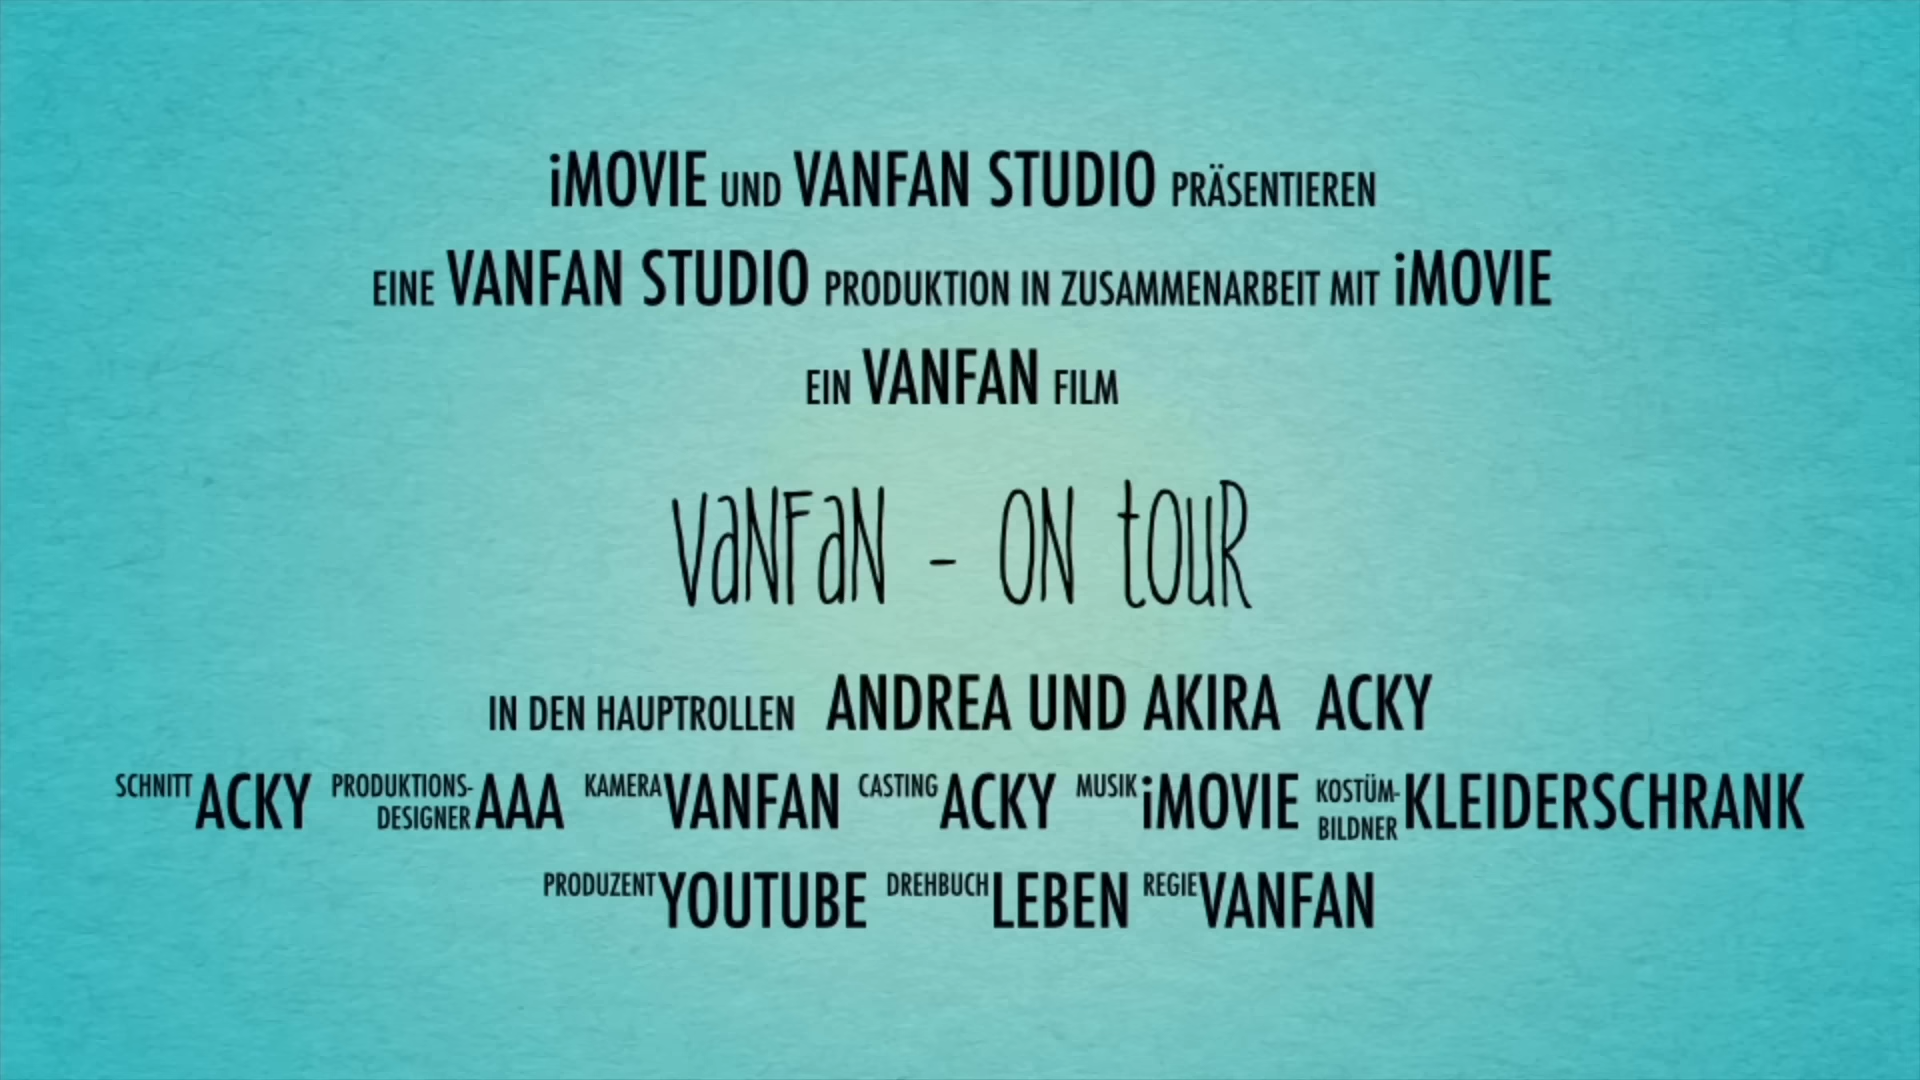 iMOVIE UND VANFAN STUDIO PRÄSENTIEREN
EINE VANFAN STUDIO PRODUKTION IN ZUSAMMENARBEIT MIT iMOVIE
EIN VANFAN FILM
VaNFaN - ON tOuR
IN DEN HAUPTROLLEN ANDREA UND AKIRA ACKY
SCHNITT ACKY PRODUKTIONS-DESIGNER AAA KAMERA VANFAN CASTING ACKY MUSIK iMOVIE KOSTÜM-BILDNER KLEIDERSCHRANK
PRODUZENT YOUTUBE DREHBUCH LEBEN REGIE VANFAN